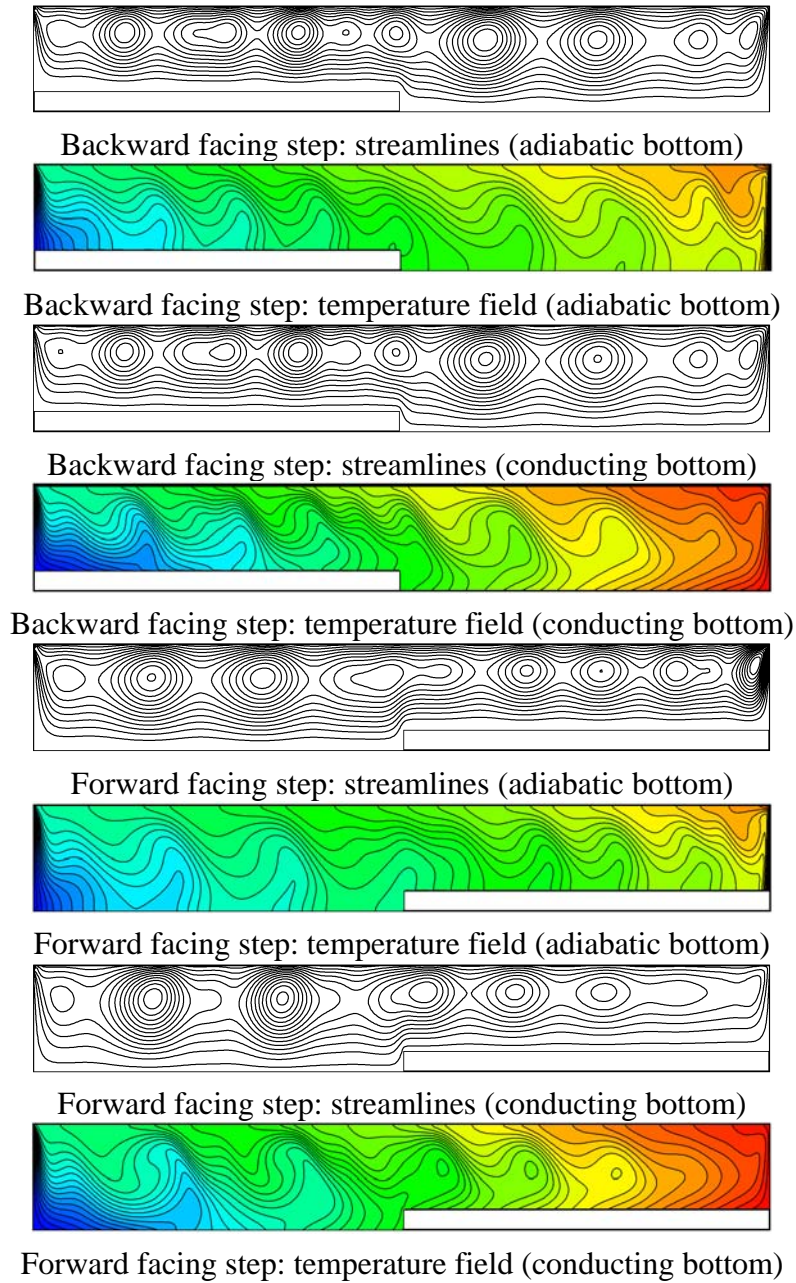 Backward facing step: streamlines (adiabatic bottom)
Backward facing step: temperature field (adiabatic bottom)
Backward facing step: streamlines (conducting bottom)
Backward facing step: temperature field (conducting bottom)
Forward facing step: streamlines (adiabatic bottom)
Forward facing step: temperature field (adiabatic bottom)
Forward facing step: streamlines (conducting bottom)
Forward facing step: temperature field (conducting bottom)